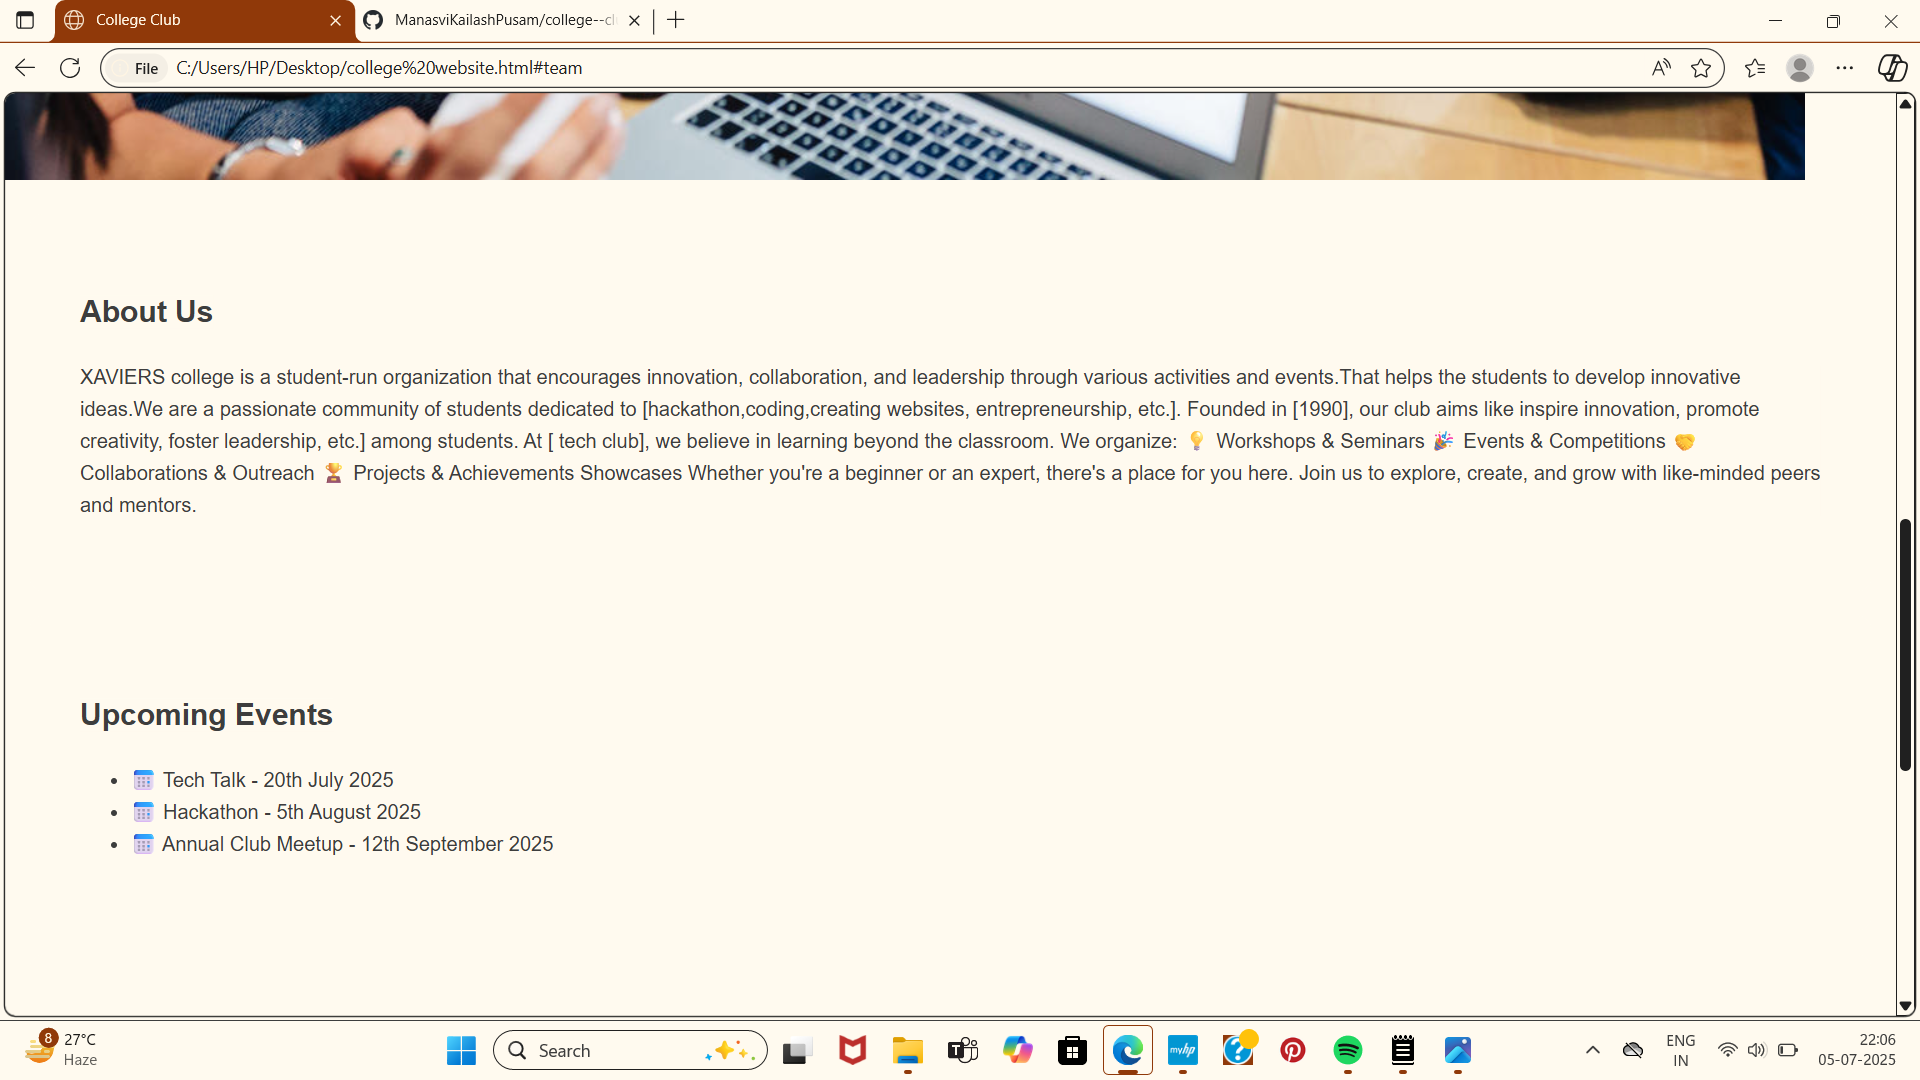 College Club
ManasviKailashPusam/college--cl
File C:/Users/HP/Desktop/college%20website.html#team
About Us
XAVIERS college is a student-run organization that encourages innovation, collaboration, and leadership through various activities and events.That helps the students to develop innovative
ideas.We are a passionate community of students dedicated to [hackathon,coding,creating websites, entrepreneurship, etc.]. Founded in [1990], our club aims like inspire innovation, promote
creativity, foster leadership, etc.] among students. At [ tech club], we believe in learning beyond the classroom. We organize: 💡 Workshops & Seminars 🎉 Events & Competitions 🤝
Collaborations & Outreach 🏆 Projects & Achievements Showcases Whether you're a beginner or an expert, there's a place for you here. Join us to explore, create, and grow with like-minded peers
and mentors.
Upcoming Events
• 🗓 Tech Talk - 20th July 2025
• 🗓 Hackathon - 5th August 2025
• 🗓 Annual Club Meetup - 12th September 2025
8 27°C
Haze
Search
myhp
ENG
IN
22:06
05-07-2025